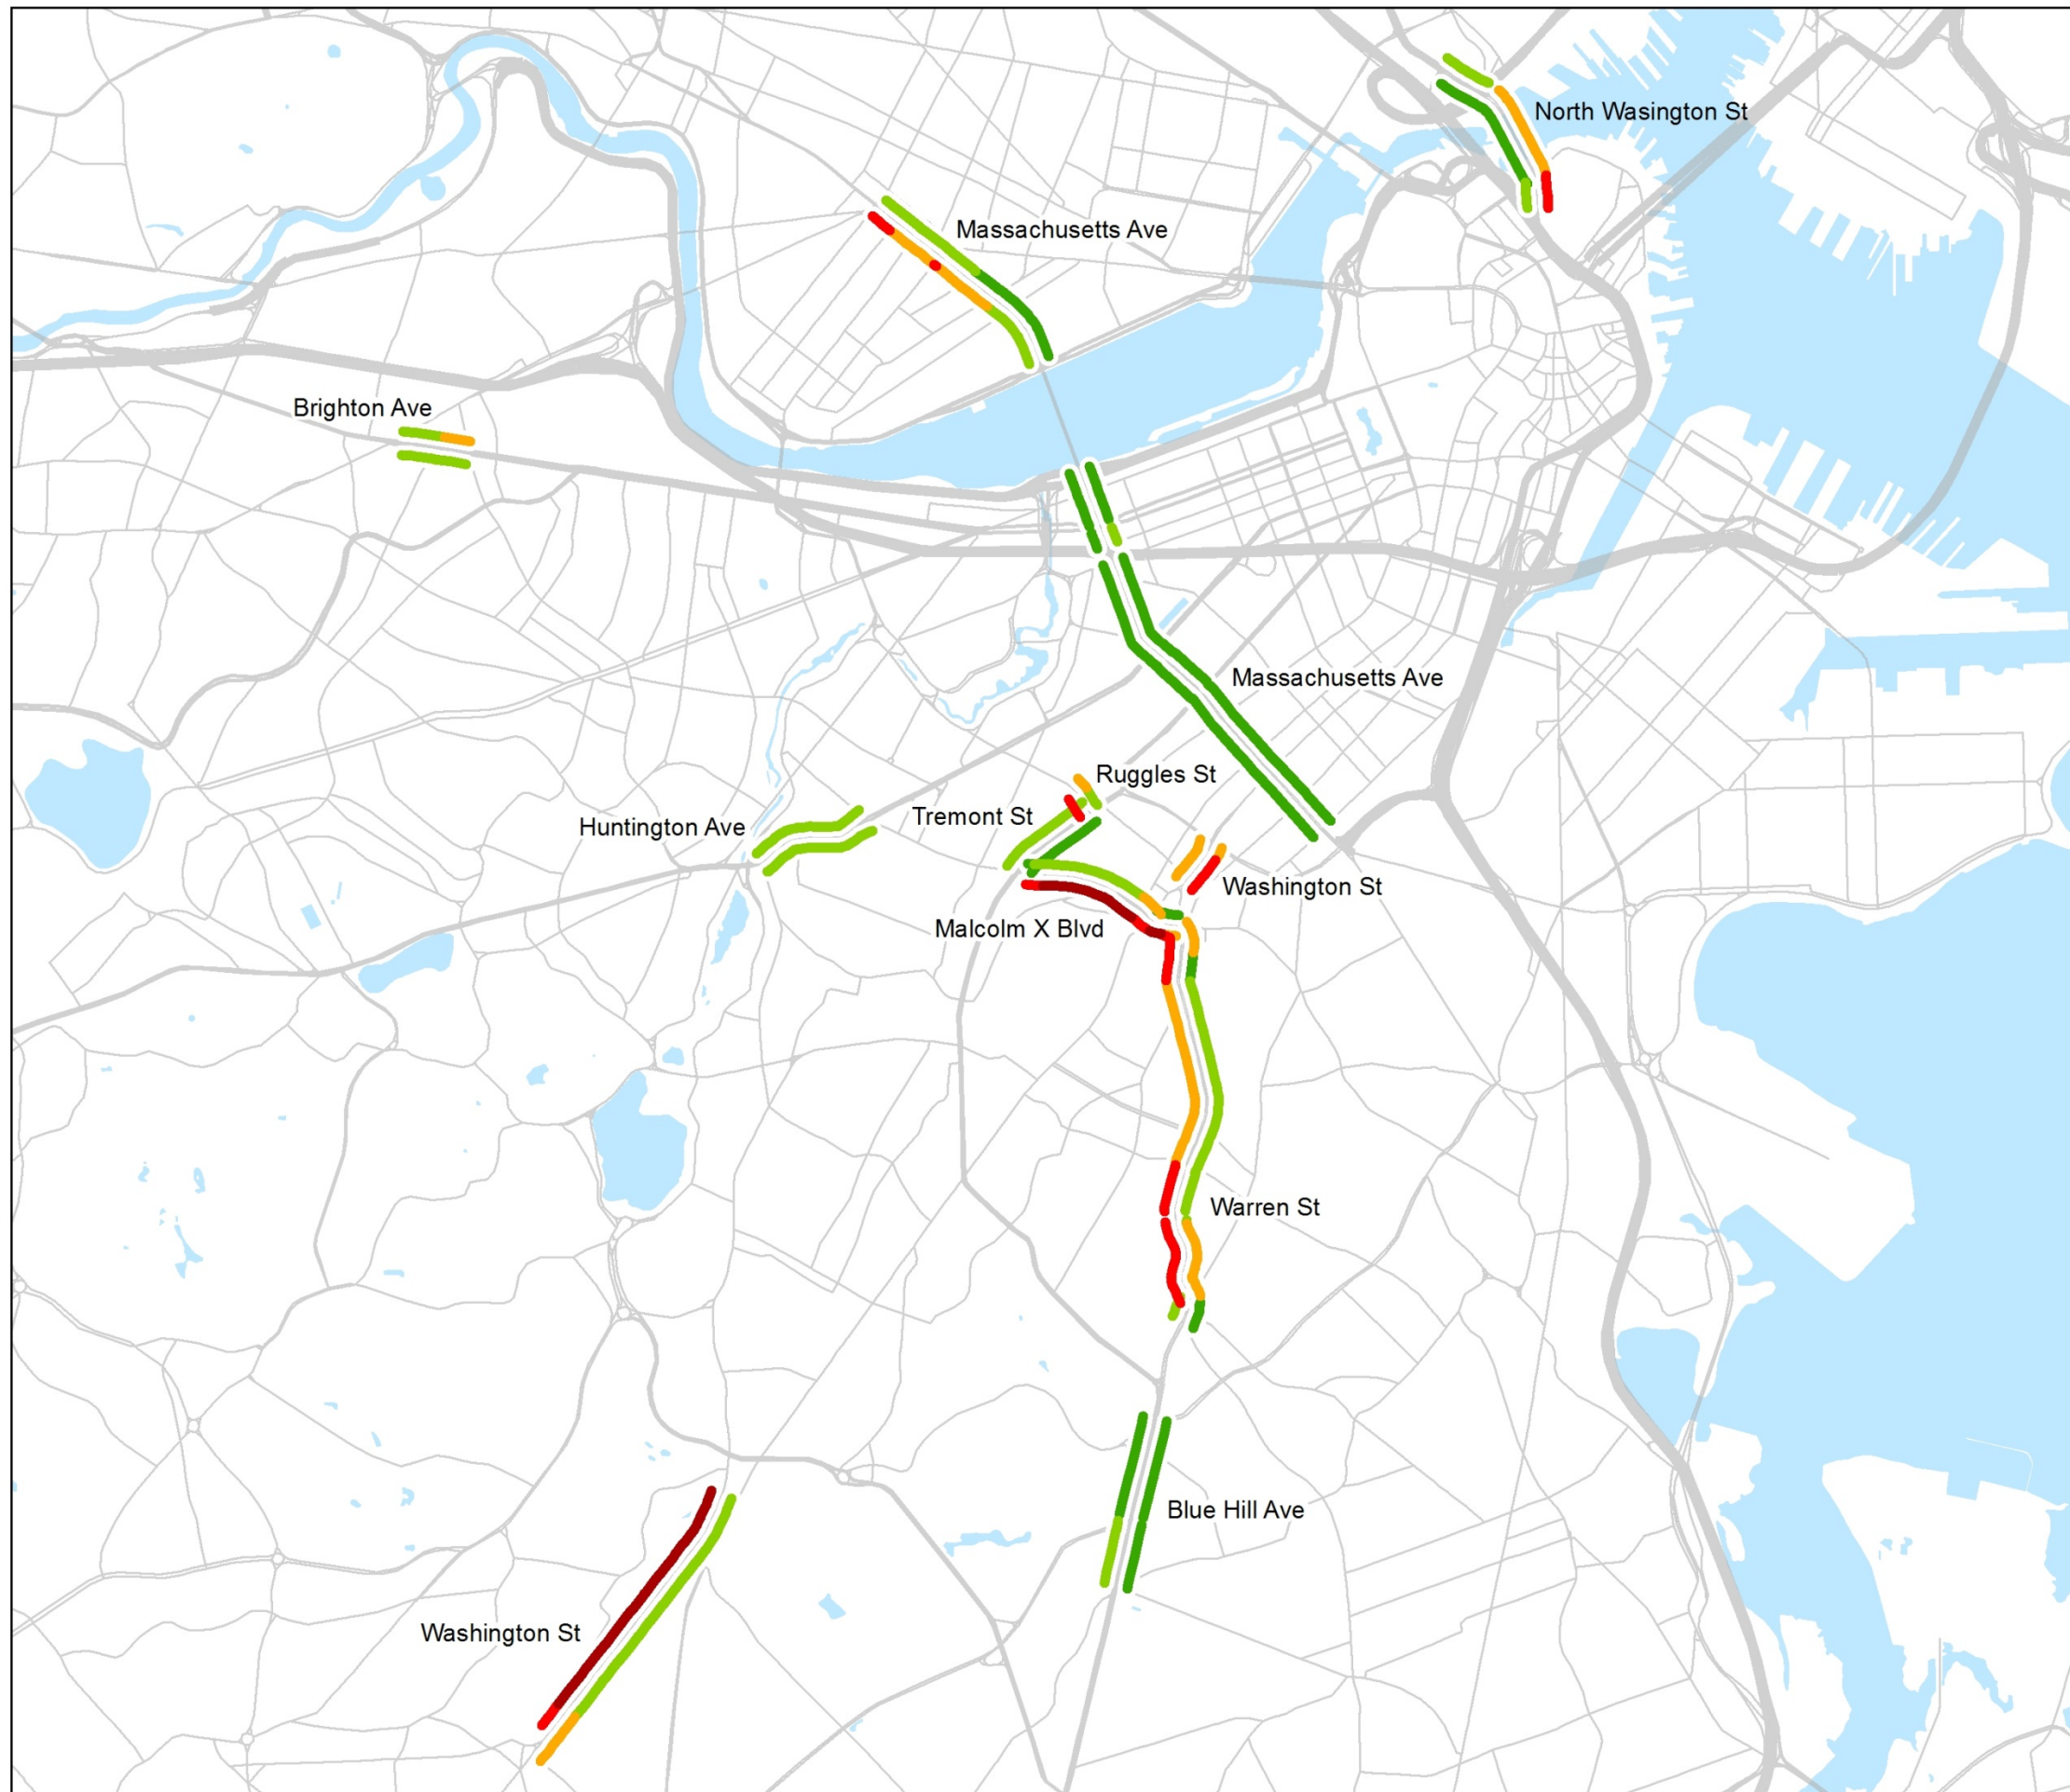 North Wasington St
Massachusetts Ave
Brighton Ave
Massachusetts Ave
Ruggles St
Tremont St
Huntington Ave
Washington St
Malcolm X Blvd
Warren St
Blue Hill Ave
Washington St